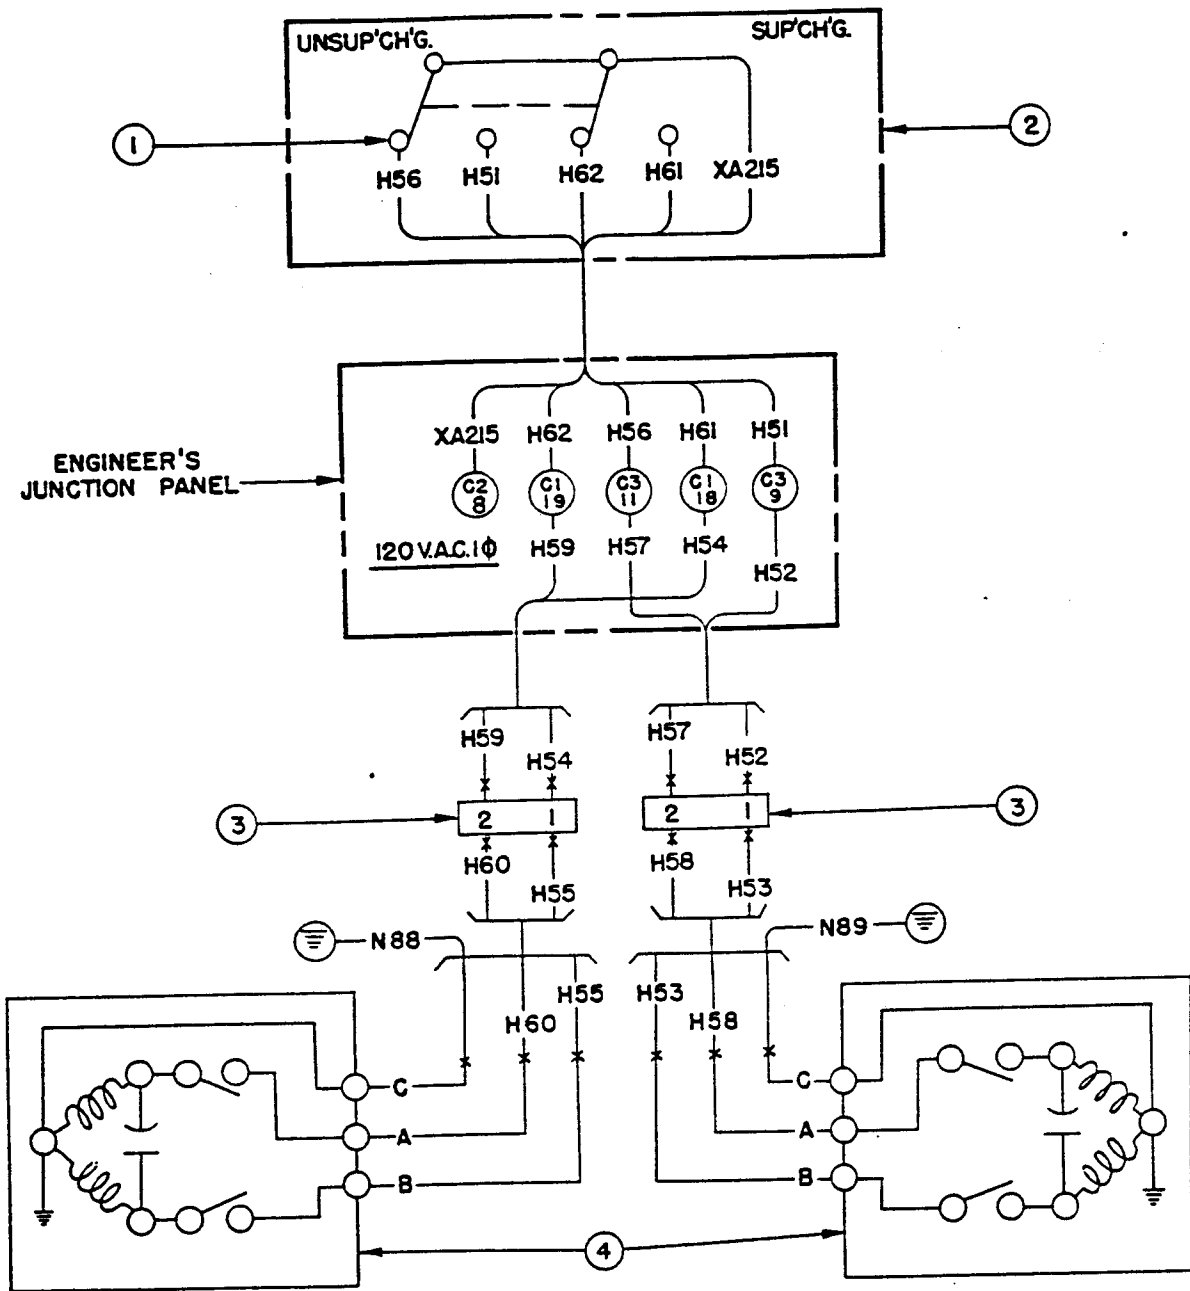 UNSUP'CH'G. SUP'CH'G.
1
2
H56 H51 H62 H61 XA215
XA215 H62 H56 H61 H51
ENGINEER'S
JUNCTION PANEL
C2 8
C1 19
C3 11
C1 18
C3 9
120 V.A.C. 1Φ
H59 H57 H54
H52
H59 H57
H54 H52
3
2 1
2 1
3
H60 H58
H55 H53
N88 N89
H55 H53
H60 H58
C C
A A
B B
4